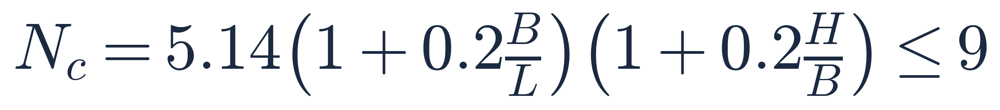 N_c = 5.14(1 + 0.2 B/L)(1 + 0.2 H/B) ≤ 9